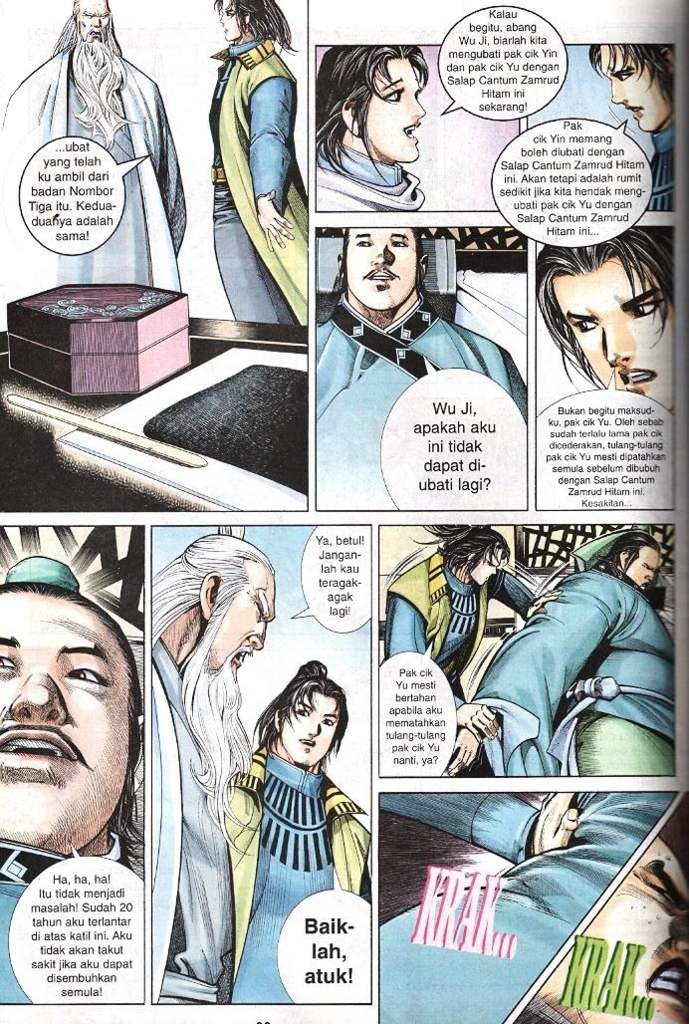 ...ubat
yang telah
ku ambil dari
badan Nombor
Tiga itu. Kedua-
duanya adalah
sama!
Kalau
begitu, abang
Wu Ji, biarlah kita
mengubati pak cik Yin
dan pak cik Yu dengan
Salap Cantum Zamrud
Hitam ini
sekarang!
Pak
cik Yin memang
boleh diubati dengan
Salap Cantum Zamrud
Hitam ini. Akan tetapi adalah rumit
sedikit jika kita hendak meng-
ubati pak cik Yu dengan
Salap Cantum Zamrud
Hitam ini...
Wu Ji,
apakah aku
ini tidak
dapat di-
ubati lagi?
Bukan begitu maksud-
ku, pak cik Yu. Oleh sebab
sudah terlalu lama pak cik
dicederakan, tulang-tulang
pak cik Yu mesti dipatahkan
semula sebelum dibubuh
dengan Salap Cantum
Zamrud Hitam ini.
Kesakitan...
Ha, ha, ha!
Itu tidak menjadi
masalah! Sudah 20
tahun aku terlantar
di atas katil ini. Aku
tidak akan takut
sakit jika aku dapat
disembuhkan
semula!
Ya, betul!
Jangan-
lah kau
teragak-
agak
lagi!
Baik-
lah,
atuk!
Pak cik
Yu mesti
bertahan
apabila aku
mematahkan
tulang-tulang
pak cik Yu
nanti, ya?
KRAK...
KRAK...